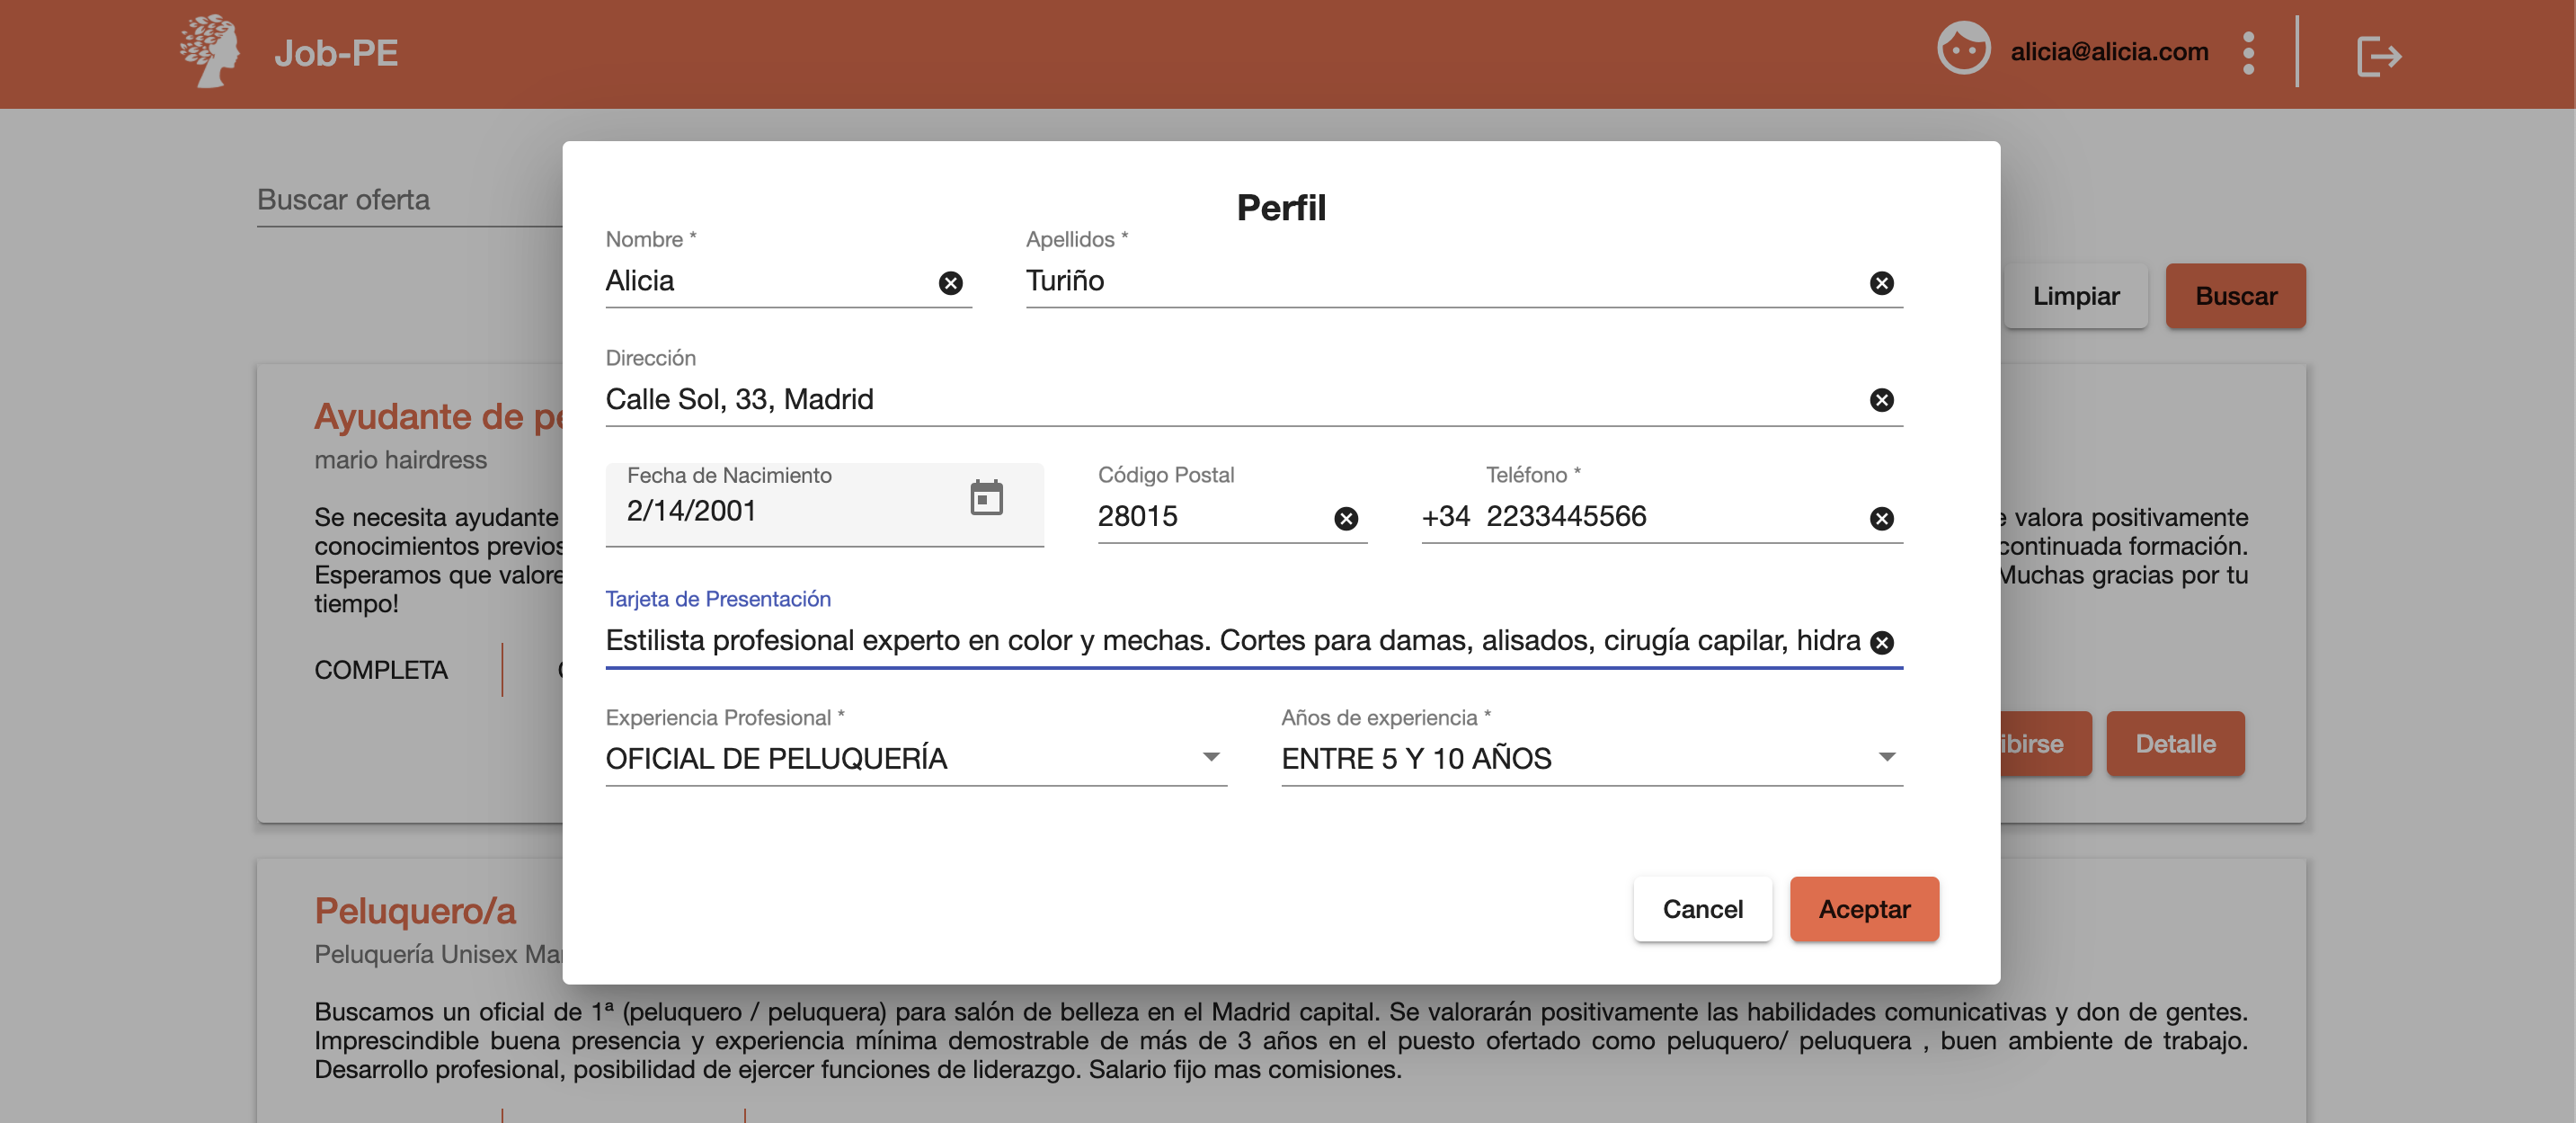 Job-PE
alicia@alicia.com
Buscar oferta
Limpiar
Buscar
Perfil
Nombre *
Apellidos *
Alicia
Turiño
Dirección
Calle Sol, 33, Madrid
Fecha de Nacimiento
Código Postal
Teléfono *
2/14/2001
28015
+34 2233445566
Tarjeta de Presentación
Estilista profesional experto en color y mechas. Cortes para damas, alisados, cirugía capilar, hidra
Experiencia Profesional *
Años de experiencia *
OFICIAL DE PELUQUERÍA
ENTRE 5 Y 10 AÑOS
Cancel
Aceptar
Ayudante de
mario hairdress
Se necesita ayudante
valora positivamente
conocimientos previos
continuada formación.
Esperamos que
Muchas gracias por tu
tiempo!
COMPLETA
Detalle
Peluquero/a
Peluquería Unisex
Buscamos un oficial de 1ª (peluquero / peluquera) para salón de belleza en el Madrid capital. Se valorarán positivamente las habilidades comunicativas y don de gentes.
Imprescindible buena presencia y experiencia mínima demostrable de más de 3 años en el puesto ofertado como peluquero/ peluquera , buen ambiente de trabajo.
Desarrollo profesional, posibilidad de ejercer funciones de liderazgo. Salario fijo mas comisiones.